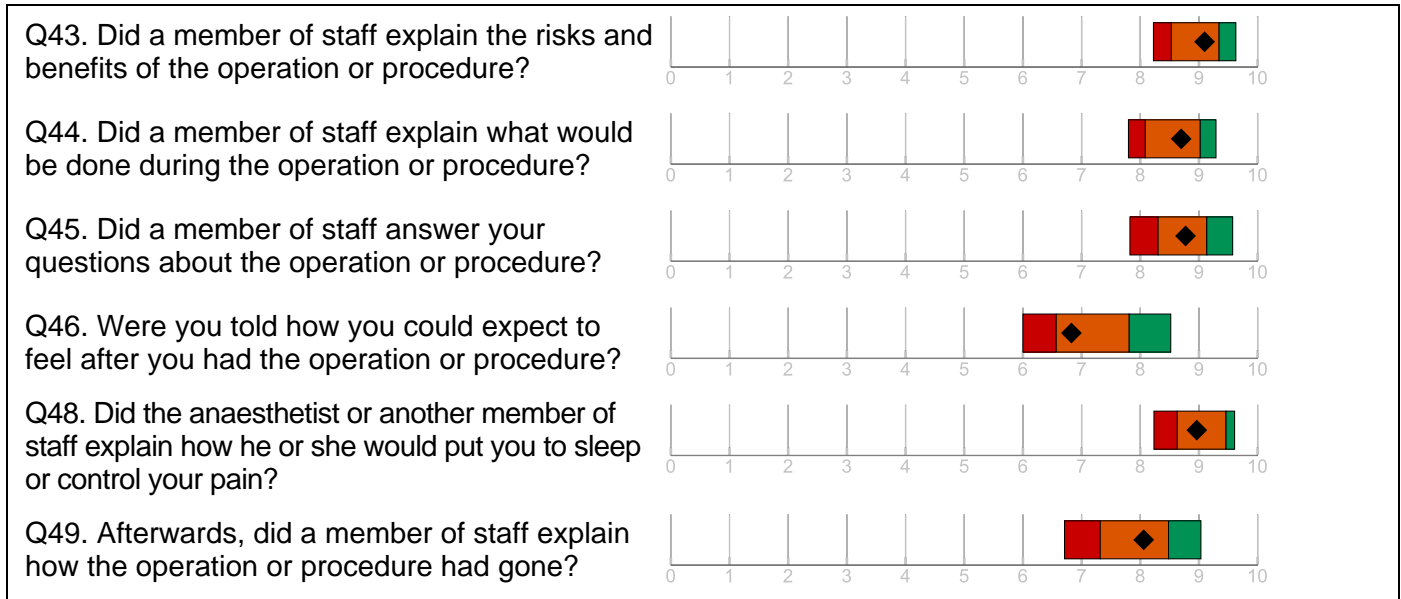 Q43. Did a member of staff explain the risks and
benefits of the operation or procedure?
0 1 2 3 4 5 6 7 8 9 10
Q44. Did a member of staff explain what would
be done during the operation or procedure?
0 1 2 3 4 5 6 7 8 9 10
Q45. Did a member of staff answer your
questions about the operation or procedure?
0 1 2 3 4 5 6 7 8 9 10
Q46. Were you told how you could expect to
feel after you had the operation or procedure?
0 1 2 3 4 5 6 7 8 9 10
Q48. Did the anaesthetist or another member of
staff explain how he or she would put you to sleep
or control your pain?
0 1 2 3 4 5 6 7 8 9 10
Q49. Afterwards, did a member of staff explain
how the operation or procedure had gone?
0 1 2 3 4 5 6 7 8 9 10